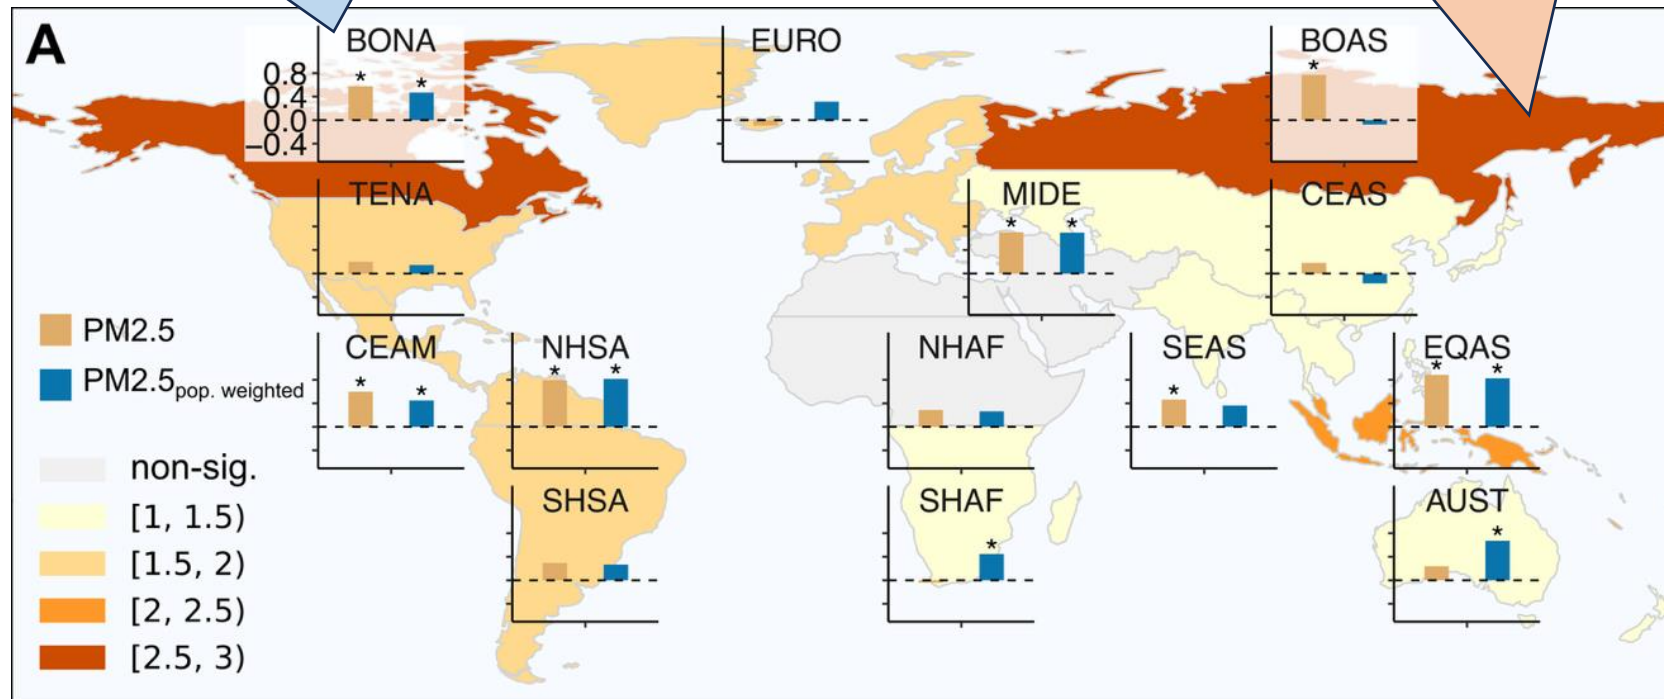 A
BONA
EURO
BOAS
0.8
0.4
0.0
−0.4
* *
*
TENA
MIDE
CEAS
* *
PM2.5
PM2.5pop. weighted
CEAM
NHSA
NHAF
SEAS
EQAS
* *
* *
*
* *
non-sig.
[1, 1.5)
[1.5, 2)
[2, 2.5)
[2.5, 3)
SHSA
SHAF
AUST
*
*